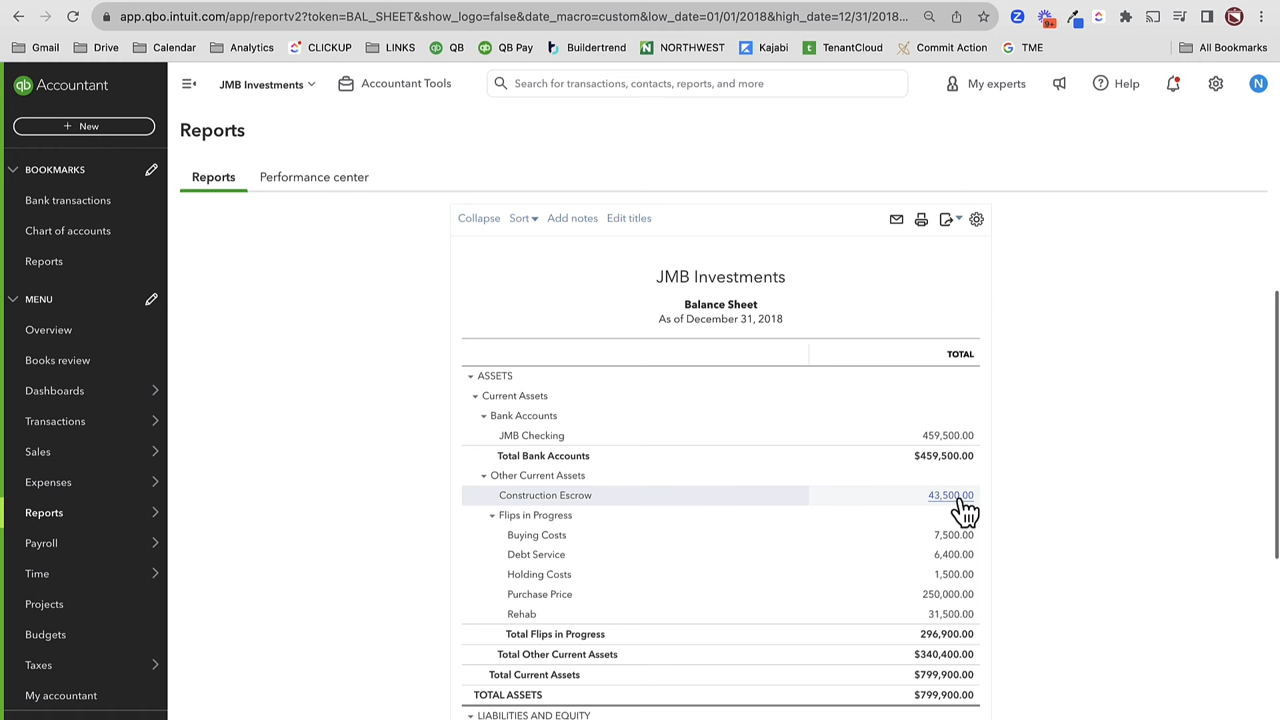 app.qbo.intuit.com/app/reportv2?token=BAL_SHEET&show_logo=false&date_macro=custom&low_date=01/01/2018&high_date=12/31/2018...
9+
Gmail Drive Calendar Analytics CLICKUP LINKS QB QB Pay Buildertrend NORTHWEST Kajabi TenantCloud Commit Action TME All Bookmarks
qb Accountant JMB Investments Accountant Tools Search for transactions, contacts, reports, and more My experts Help N
+ New
Reports
BOOKMARKS
Reports Performance center
Bank transactions
Collapse Sort Add notes Edit titles
Chart of accounts
Reports
JMB Investments
MENU
Balance Sheet
As of December 31, 2018
Overview
TOTAL
Books review
ASSETS
Dashboards
Current Assets
Bank Accounts
Transactions
JMB Checking 459,500.00
Sales
Total Bank Accounts $459,500.00
Other Current Assets
Expenses
Construction Escrow 43,500.00
Reports
Flips in Progress
Buying Costs 7,500.00
Payroll
Debt Service 6,400.00
Time
Holding Costs 1,500.00
Purchase Price 250,000.00
Projects
Rehab 31,500.00
Budgets
Total Flips in Progress 296,900.00
Total Other Current Assets $340,400.00
Taxes
Total Current Assets $799,900.00
My accountant
TOTAL ASSETS $799,900.00
LIABILITIES AND EQUITY